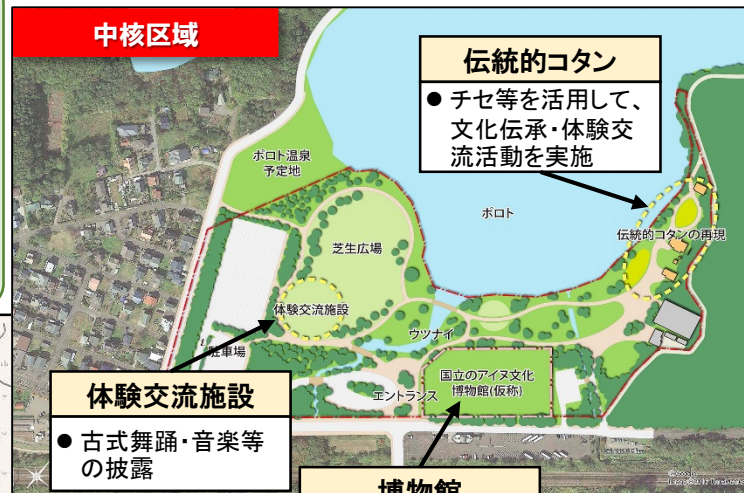 中核区域
伝統的コタン
● チセ等を活用して、
文化伝承・体験交
流活動を実施
ポロト温泉
予定地
ポロト
伝統的コタンの再現
芝生広場
体験交流施設
ウツナイ
駐車場
国立のアイヌ文化
博物館(仮称)
エントランス
体験交流施設
● 古式舞踊・音楽等
の披露
博物館